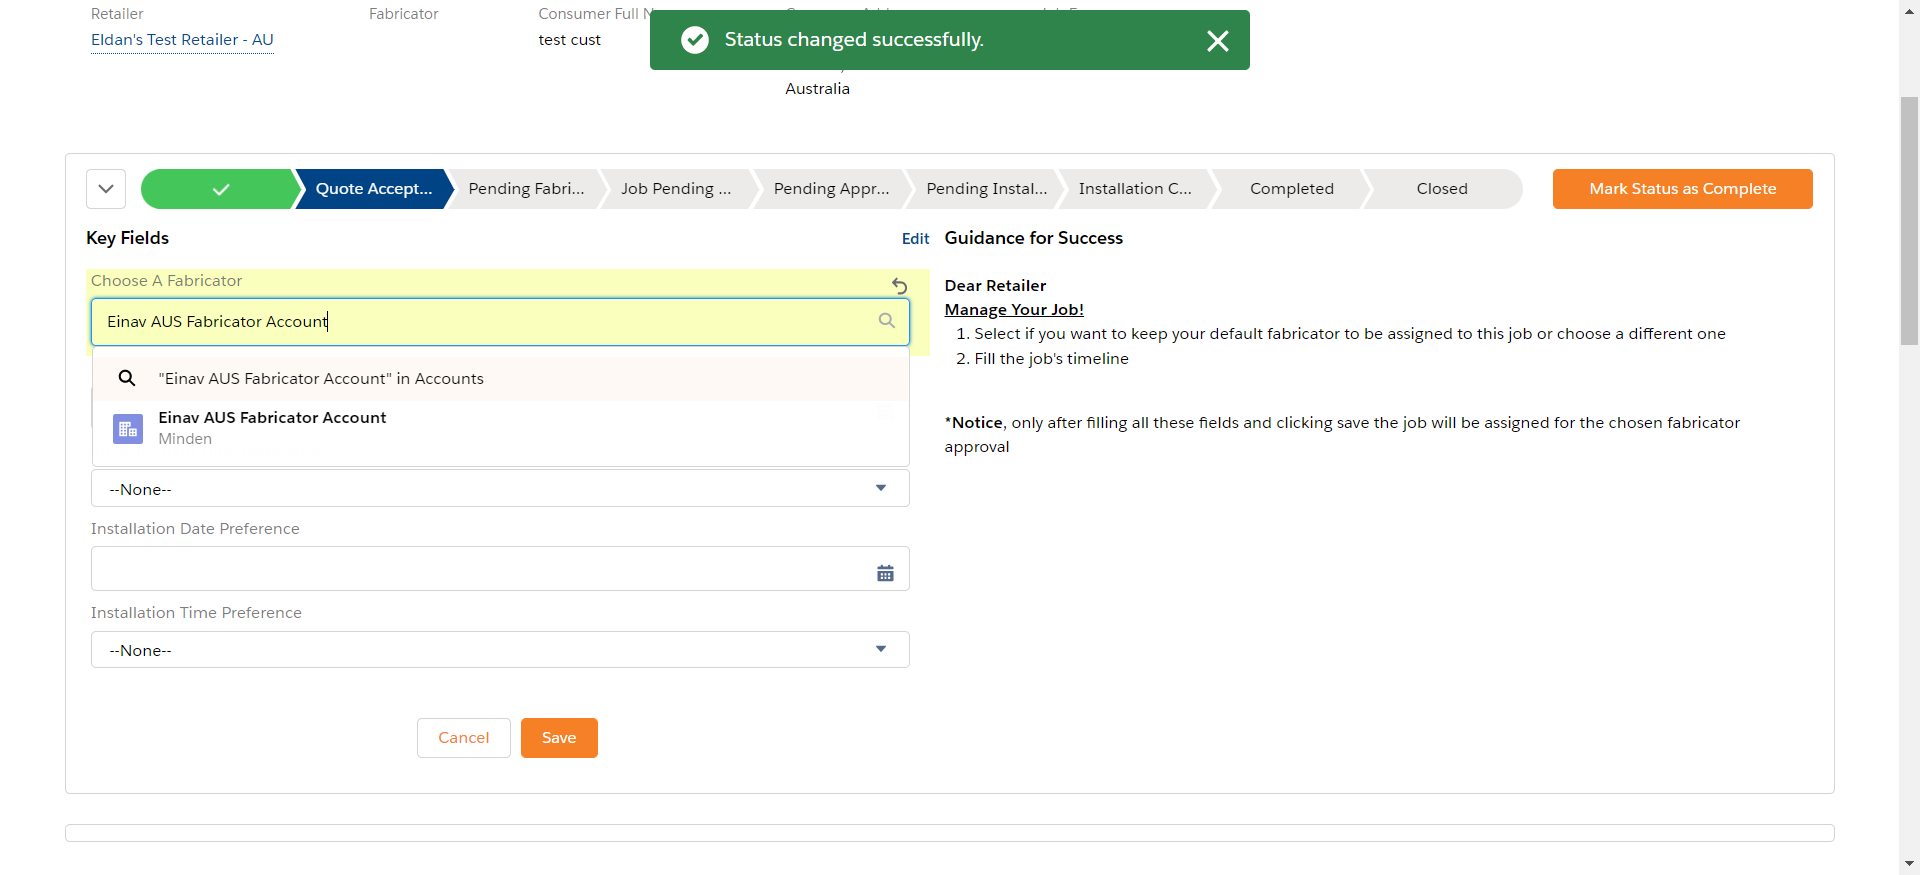 Retailer
Fabricator
Consumer Full N
Eldan's Test Retailer - AU
test cust
Status changed successfully.
Australia
Quote Accept...
Pending Fabri...
Job Pending ...
Pending Appr...
Pending Instal...
Installation C...
Completed
Closed
Mark Status as Complete
Key Fields
Edit
Guidance for Success
Choose A Fabricator
Einav AUS Fabricator Account
"Einav AUS Fabricator Account" in Accounts
Einav AUS Fabricator Account
Minden
--None--
Installation Date Preference
Installation Time Preference
--None--
Cancel
Save
Dear Retailer
Manage Your Job!
1. Select if you want to keep your default fabricator to be assigned to this job or choose a different one
2. Fill the job's timeline
*Notice, only after filling all these fields and clicking save the job will be assigned for the chosen fabricator
approval